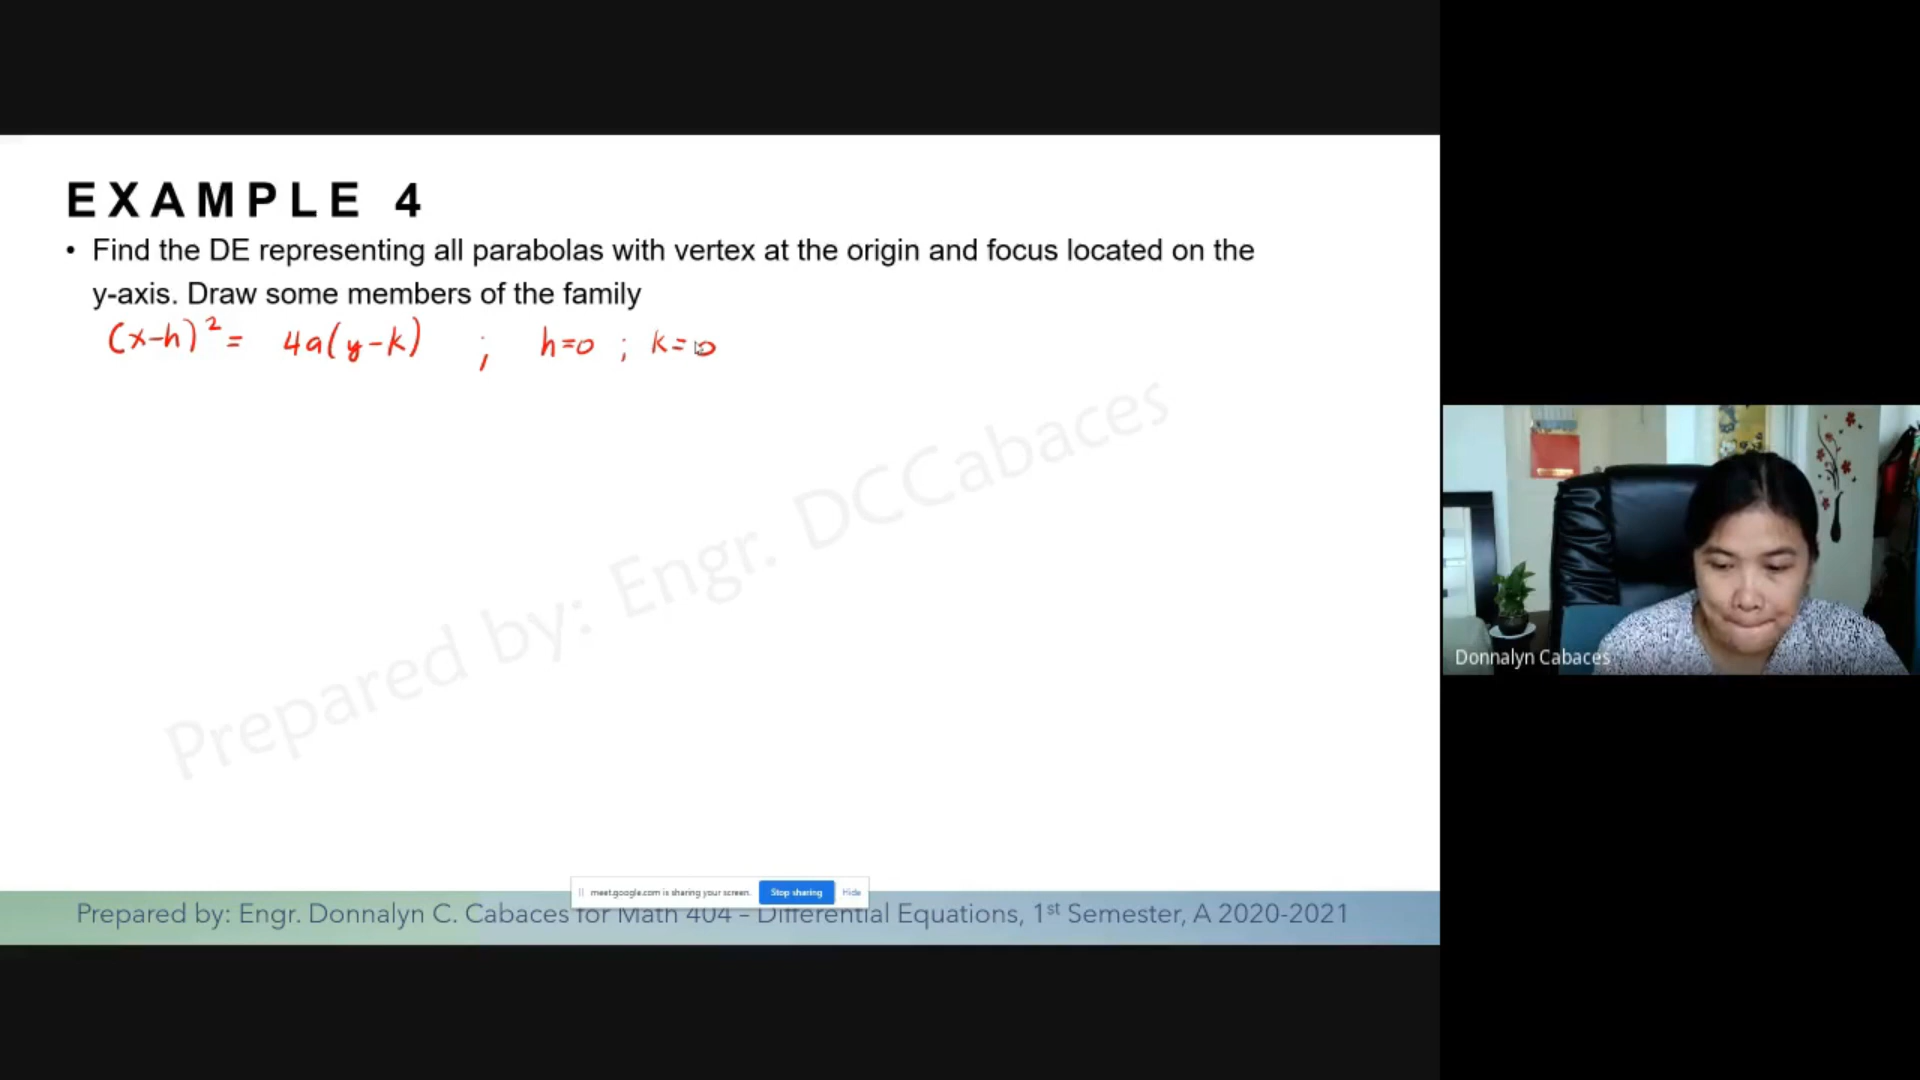 EXAMPLE 4
• Find the DE representing all parabolas with vertex at the origin and focus located on the
y-axis. Draw some members of the family
(x-h)² = 4a(y-k) ; h=0 ; k=0
Prepared by: Engr. DCCabaces
Donnalyn Cabaces
meet.google.com is sharing your screen. Stop sharing Hide
Prepared by: Engr. Donnalyn C. Cabaces for Math 404 – Differential Equations, 1st Semester, A 2020-2021